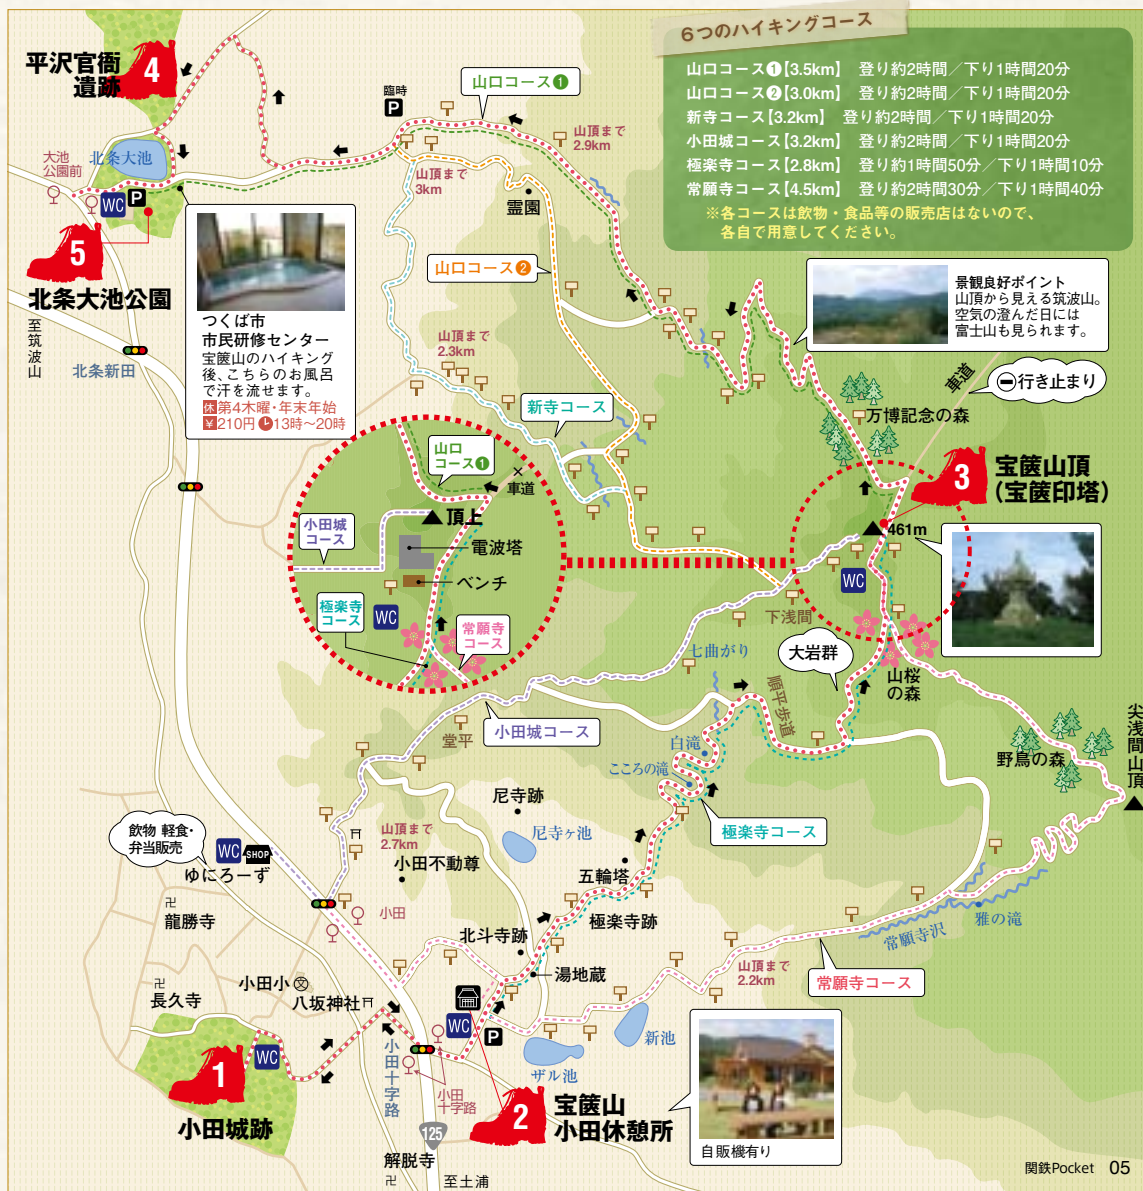 6つのハイキングコース
山口コース❶【3.5km】 登り約2時間／下り1時間20分
山口コース❷【3.0km】 登り約2時間／下り1時間20分
新寺コース【3.2km】 登り約2時間／下り1時間20分
小田城コース【3.2km】 登り約2時間／下り1時間20分
極楽寺コース【2.8km】 登り約1時間50分／下り1時間10分
常願寺コース【4.5km】 登り約2時間30分／下り1時間40分
※各コースは飲物・食品等の販売店はないので、
各自で用意してください。
平沢官衙
遺跡
4
臨時
P
山口コース❶
山頂まで
2.9km
大池
公園前
北条大池
WC
P
山頂まで
3km
霊園
5
北条大池公園
山口コース❷
つくば市
市民研修センター
宝篋山のハイキング
後、こちらのお風呂
で汗を流せます。
休第4木曜・年末年始
¥210円 13時〜20時
景観良好ポイント
山頂から見える筑波山。
空気の澄んだ日には
富士山も見られます。
至筑波山
北条新田
山頂まで
2.3km
新寺コース
車道
行き止まり
万博記念の森
3
宝篋山頂
(宝篋印塔)
461m
WC
山口
コース❶
車道
頂上
小田城
コース
電波塔
ベンチ
極楽寺
コース
WC
常願寺
コース
下浅間
七曲がり
大岩群
山桜
の森
順平歩道
尖浅間山頂
野鳥の森
堂平
小田城コース
白滝
こころの滝
極楽寺コース
尼寺跡
尼寺ヶ池
飲物 軽食・
弁当販売
WC
SHOP
ゆにろーず
山頂まで
2.7km
小田不動尊
五輪塔
龍勝寺
小田
北斗寺跡
極楽寺跡
雅の滝
常願寺沢
湯地蔵
山頂まで
2.2km
常願寺コース
長久寺
小田小
文
八坂神社
WC
P
新池
ザル池
1
小田城跡
WC
小田十字路
小田
十字路
2
宝篋山
小田休憩所
自販機有り
125
解脱寺
至土浦
関鉄Pocket 05